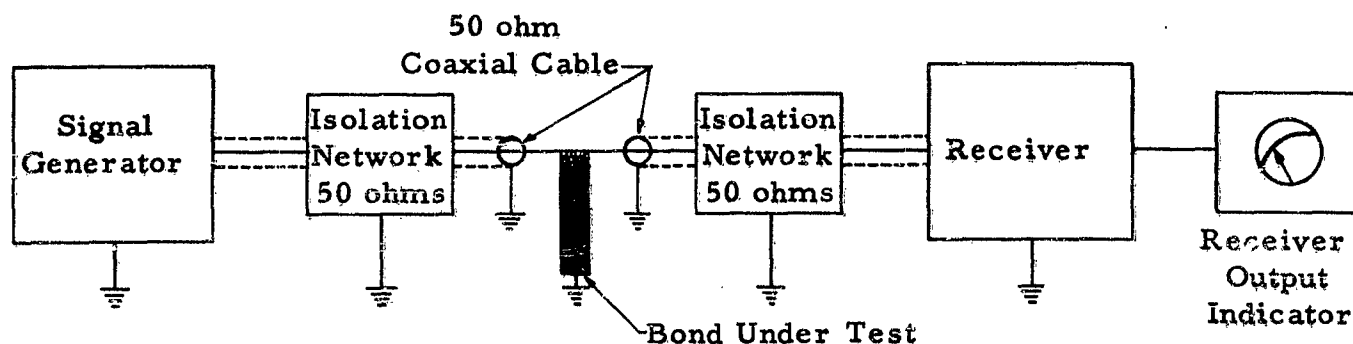 50 ohm
Coaxial Cable
Signal
Generator
Isolation
Network
50 ohms
Isolation
Network
50 ohms
Receiver
Receiver
Output
Indicator
Bond Under Test